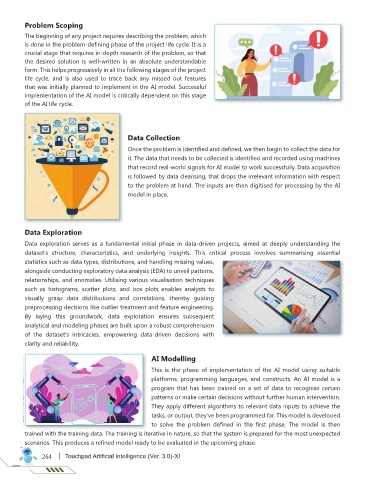 Problem Scoping
The beginning of any project requires describing the problem, which
is done in the problem-defining phase of the project life cycle. It is a
crucial stage that requires in-depth research of the problem, so that
the desired solution is well-written in an absolute understandable
form. This helps progressively in all the following stages of the project
life cycle, and is also used to trace back any missed out features
that was initially planned to implement in the AI model. Successful
implementation of the AI model is critically dependent on this stage
of the AI life cycle.
Data Collection
Once the problem is identified and defined, we then begin to collect the data for
it. The data that needs to be collected is identified and recorded using machines
that record real-world signals for AI model to work successfully. Data acquisition
is followed by data cleansing, that drops the irrelevant information with respect
to the problem at hand. The inputs are then digitised for processing by the AI
model in place.
Data Exploration
Data exploration serves as a fundamental initial phase in data-driven projects, aimed at deeply understanding the
dataset's structure, characteristics, and underlying insights. This critical process involves summarising essential
statistics such as data types, distributions, and handling missing values,
alongside conducting exploratory data analysis (EDA) to unveil patterns,
relationships, and anomalies. Utilising various visualisation techniques
such as histograms, scatter plots, and box plots enables analysts to
visually grasp data distributions and correlations, thereby guiding
preprocessing decisions like outlier treatment and feature engineering.
By laying this groundwork, data exploration ensures subsequent
analytical and modeling phases are built upon a robust comprehension
of the dataset's intricacies, empowering data-driven decisions with
clarity and reliability.
AI Modelling
This is the phase of implementation of the AI model using suitable
platforms, programming languages, and constructs. An AI model is a
program that has been trained on a set of data to recognise certain
patterns or make certain decisions without further human intervention.
They apply different algorithms to relevant data inputs to achieve the
tasks, or output, they've been programmed for. This model is developed
to solve the problem defined in the first phase. The model is then
trained with the training data. The training is iterative in nature, so that the system is prepared for the most unexpected
scenarios. This produces a refined model ready to be evaluated in the upcoming phase.
264 | Touchpad Artificial Intelligence (Ver. 3.0)-XI